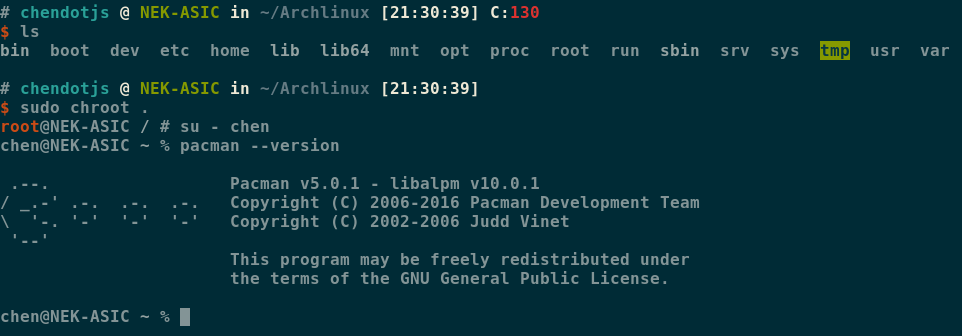 # chendotjs @ NEK-ASIC in ~/Archlinux [21:30:39] C:130
$ ls
bin  boot  dev  etc  home  lib  lib64  mnt  opt  proc  root  run  sbin  srv  sys  tmp  usr  var
# chendotjs @ NEK-ASIC in ~/Archlinux [21:30:39]
$ sudo chroot .
root@NEK-ASIC / # su - chen
chen@NEK-ASIC ~ % pacman --version
 .--.                  Pacman v5.0.1 - libalpm v10.0.1
/ _.-' .-.  .-.  .-.   Copyright (C) 2006-2016 Pacman Development Team
\  '-. '-'  '-'  '-'   Copyright (C) 2002-2006 Judd Vinet
 '--'
                       This program may be freely redistributed under
                       the terms of the GNU General Public License.
chen@NEK-ASIC ~ %